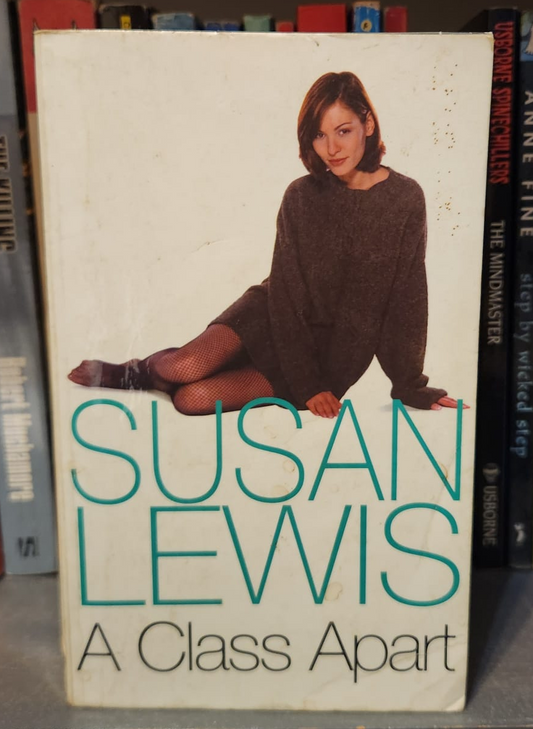 SUSAN
LEWIS
A Class Apart
USBORNE SPINECHILLERS
THE MINDMASTER
USBORNE
ANNE FINE
step by wicked step